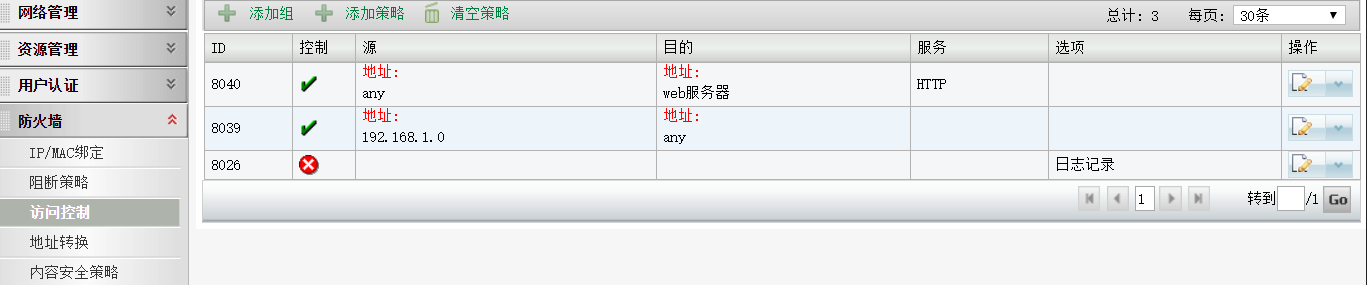 网络管理
资源管理
用户认证
防火墙
IP/MAC绑定
阻断策略
访问控制
地址转换
内容安全策略
添加组 添加策略 清空策略 总计：3 每页：30条
ID 控制 源 目的 服务 选项 操作
8040 地址： any 地址： web服务器 HTTP
8039 地址： 192.168.1.0 地址： any
8026 日志记录
1 转到 /1 Go